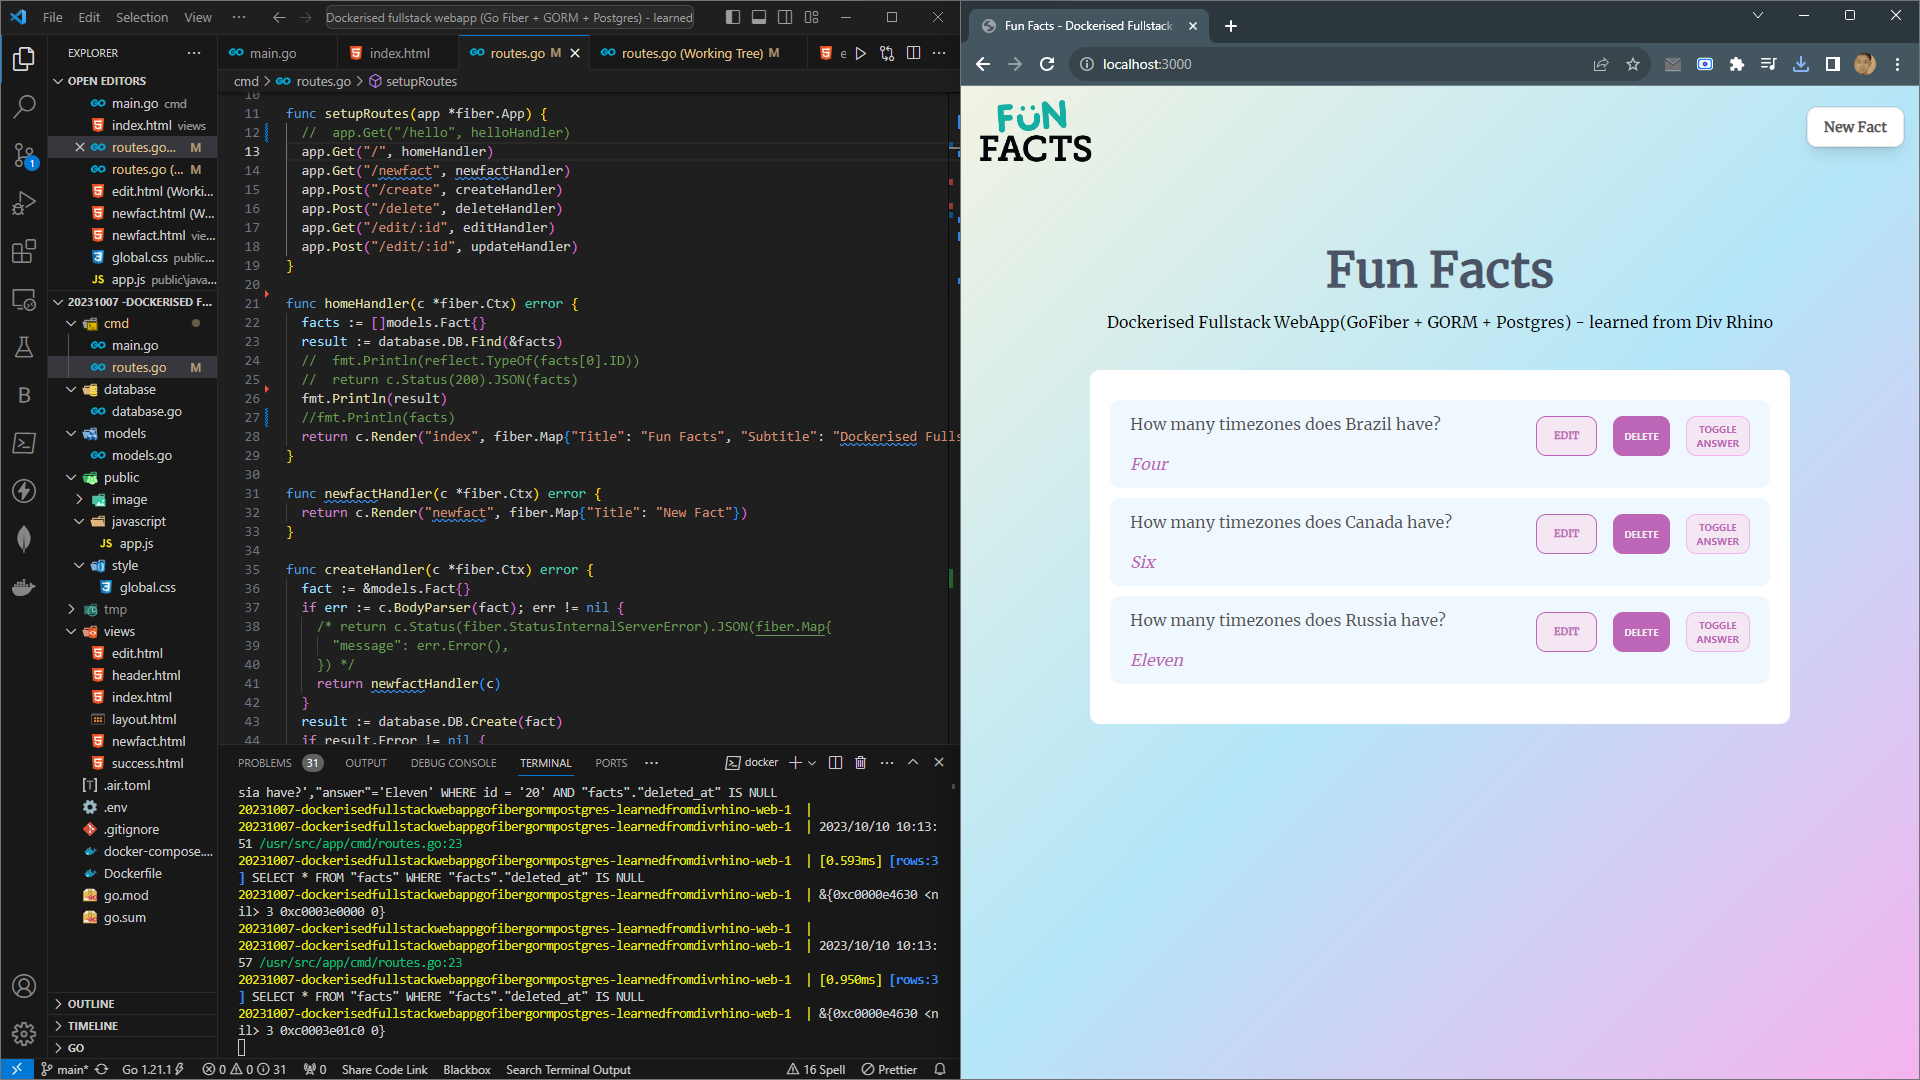 File Edit Selection View ··· Dockerised fullstack webapp (Go Fiber + GORM + Postgres) - learned
EXPLORER
OPEN EDITORS
main.go cmd
index.html views
routes.go... M
routes.go (... M
edit.html (Worki...
newfact.html (W...
newfact.html vie...
global.css public...
JS app.js public\java...
20231007 -DOCKERISED F...
cmd
main.go
routes.go M
database
database.go
models
models.go
public
image
javascript
JS app.js
style
global.css
tmp
views
edit.html
header.html
index.html
layout.html
newfact.html
success.html
.air.toml
.env
.gitignore
docker-compose....
Dockerfile
go.mod
go.sum
OUTLINE
TIMELINE
GO
main.go index.html routes.go M routes.go (Working Tree) M e
cmd > routes.go > setupRoutes
10
11 func setupRoutes(app *fiber.App) {
12 // app.Get("/hello", helloHandler)
13 app.Get("/", homeHandler)
14 app.Get("/newfact", newfactHandler)
15 app.Post("/create", createHandler)
16 app.Post("/delete", deleteHandler)
17 app.Get("/edit/:id", editHandler)
18 app.Post("/edit/:id", updateHandler)
19 }
20
21 func homeHandler(c *fiber.Ctx) error {
22 facts := []models.Fact{}
23 result := database.DB.Find(&facts)
24 // fmt.Println(reflect.TypeOf(facts[0].ID))
25 // return c.Status(200).JSON(facts)
26 fmt.Println(result)
27 //fmt.Println(facts)
28 return c.Render("index", fiber.Map{"Title": "Fun Facts", "Subtitle": "Dockerised Fulls
29 }
30
31 func newfactHandler(c *fiber.Ctx) error {
32 return c.Render("newfact", fiber.Map{"Title": "New Fact"})
33 }
34
35 func createHandler(c *fiber.Ctx) error {
36 fact := &models.Fact{}
37 if err := c.BodyParser(fact); err != nil {
38 /* return c.Status(fiber.StatusInternalServerError).JSON(fiber.Map{
39 "message": err.Error(),
40 }) */
41 return newfactHandler(c)
42 }
43 result := database.DB.Create(fact)
44 if result.Error != nil {
PROBLEMS 31 OUTPUT DEBUG CONSOLE TERMINAL PORTS ··· docker
sia have?',"answer"='Eleven' WHERE id = '20' AND "facts"."deleted_at" IS NULL
20231007-dockerisedfullstackwebappgofibergormpostgres-learnedfromdivrhino-web-1 |
20231007-dockerisedfullstackwebappgofibergormpostgres-learnedfromdivrhino-web-1 | 2023/10/10 10:13:
51 /usr/src/app/cmd/routes.go:23
20231007-dockerisedfullstackwebappgofibergormpostgres-learnedfromdivrhino-web-1 | [0.593ms] [rows:3
] SELECT * FROM "facts" WHERE "facts"."deleted_at" IS NULL
20231007-dockerisedfullstackwebappgofibergormpostgres-learnedfromdivrhino-web-1 | &{0xc0000e4630 <n
il> 3 0xc0003e0000 0}
20231007-dockerisedfullstackwebappgofibergormpostgres-learnedfromdivrhino-web-1 |
20231007-dockerisedfullstackwebappgofibergormpostgres-learnedfromdivrhino-web-1 | 2023/10/10 10:13:
57 /usr/src/app/cmd/routes.go:23
20231007-dockerisedfullstackwebappgofibergormpostgres-learnedfromdivrhino-web-1 | [0.950ms] [rows:3
] SELECT * FROM "facts" WHERE "facts"."deleted_at" IS NULL
20231007-dockerisedfullstackwebappgofibergormpostgres-learnedfromdivrhino-web-1 | &{0xc0000e4630 <n
il> 3 0xc0003e01c0 0}
main* Go 1.21.1 0 0 31 0 Share Code Link Blackbox Search Terminal Output 16 Spell Prettier
Fun Facts - Dockerised Fullstack
localhost:3000
FÜN
FACTS
New Fact
Fun Facts
Dockerised Fullstack WebApp(GoFiber + GORM + Postgres) - learned from Div Rhino
How many timezones does Brazil have?
Four
EDIT
DELETE
TOGGLE
ANSWER
How many timezones does Canada have?
Six
EDIT
DELETE
TOGGLE
ANSWER
How many timezones does Russia have?
Eleven
EDIT
DELETE
TOGGLE
ANSWER